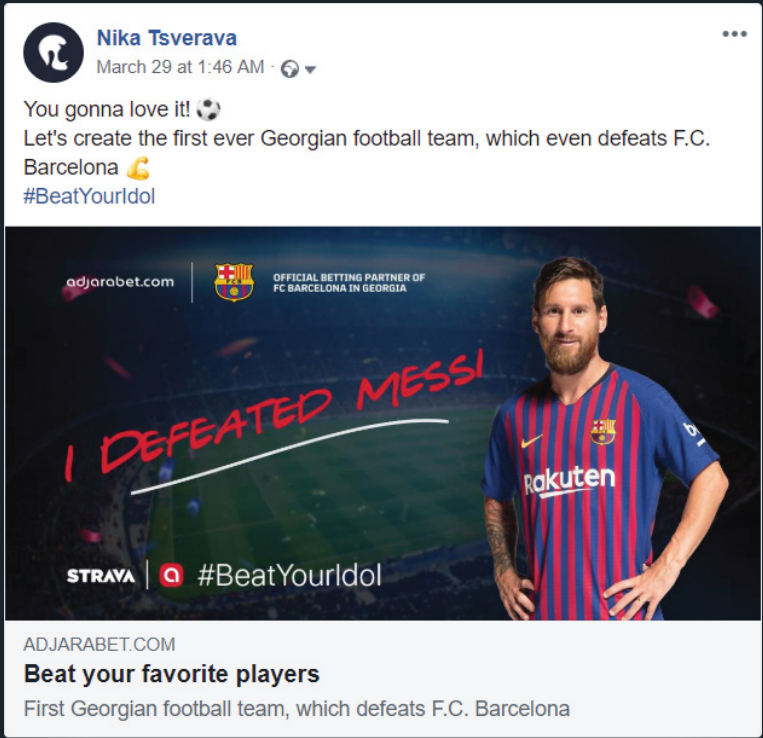 Nika Tsverava
March 29 at 1:46 AM ·
You gonna love it! ⚽
Let's create the first ever Georgian football team, which even defeats F.C.
Barcelona 💪
#BeatYourIdol
adjarabet.com
FCB
OFFICIAL BETTING PARTNER OF
FC BARCELONA IN GEORGIA
I DEFEATED MESSI
Rakuten
STRAVA | a #BeatYourIdol
ADJARABET.COM
Beat your favorite players
First Georgian football team, which defeats F.C. Barcelona